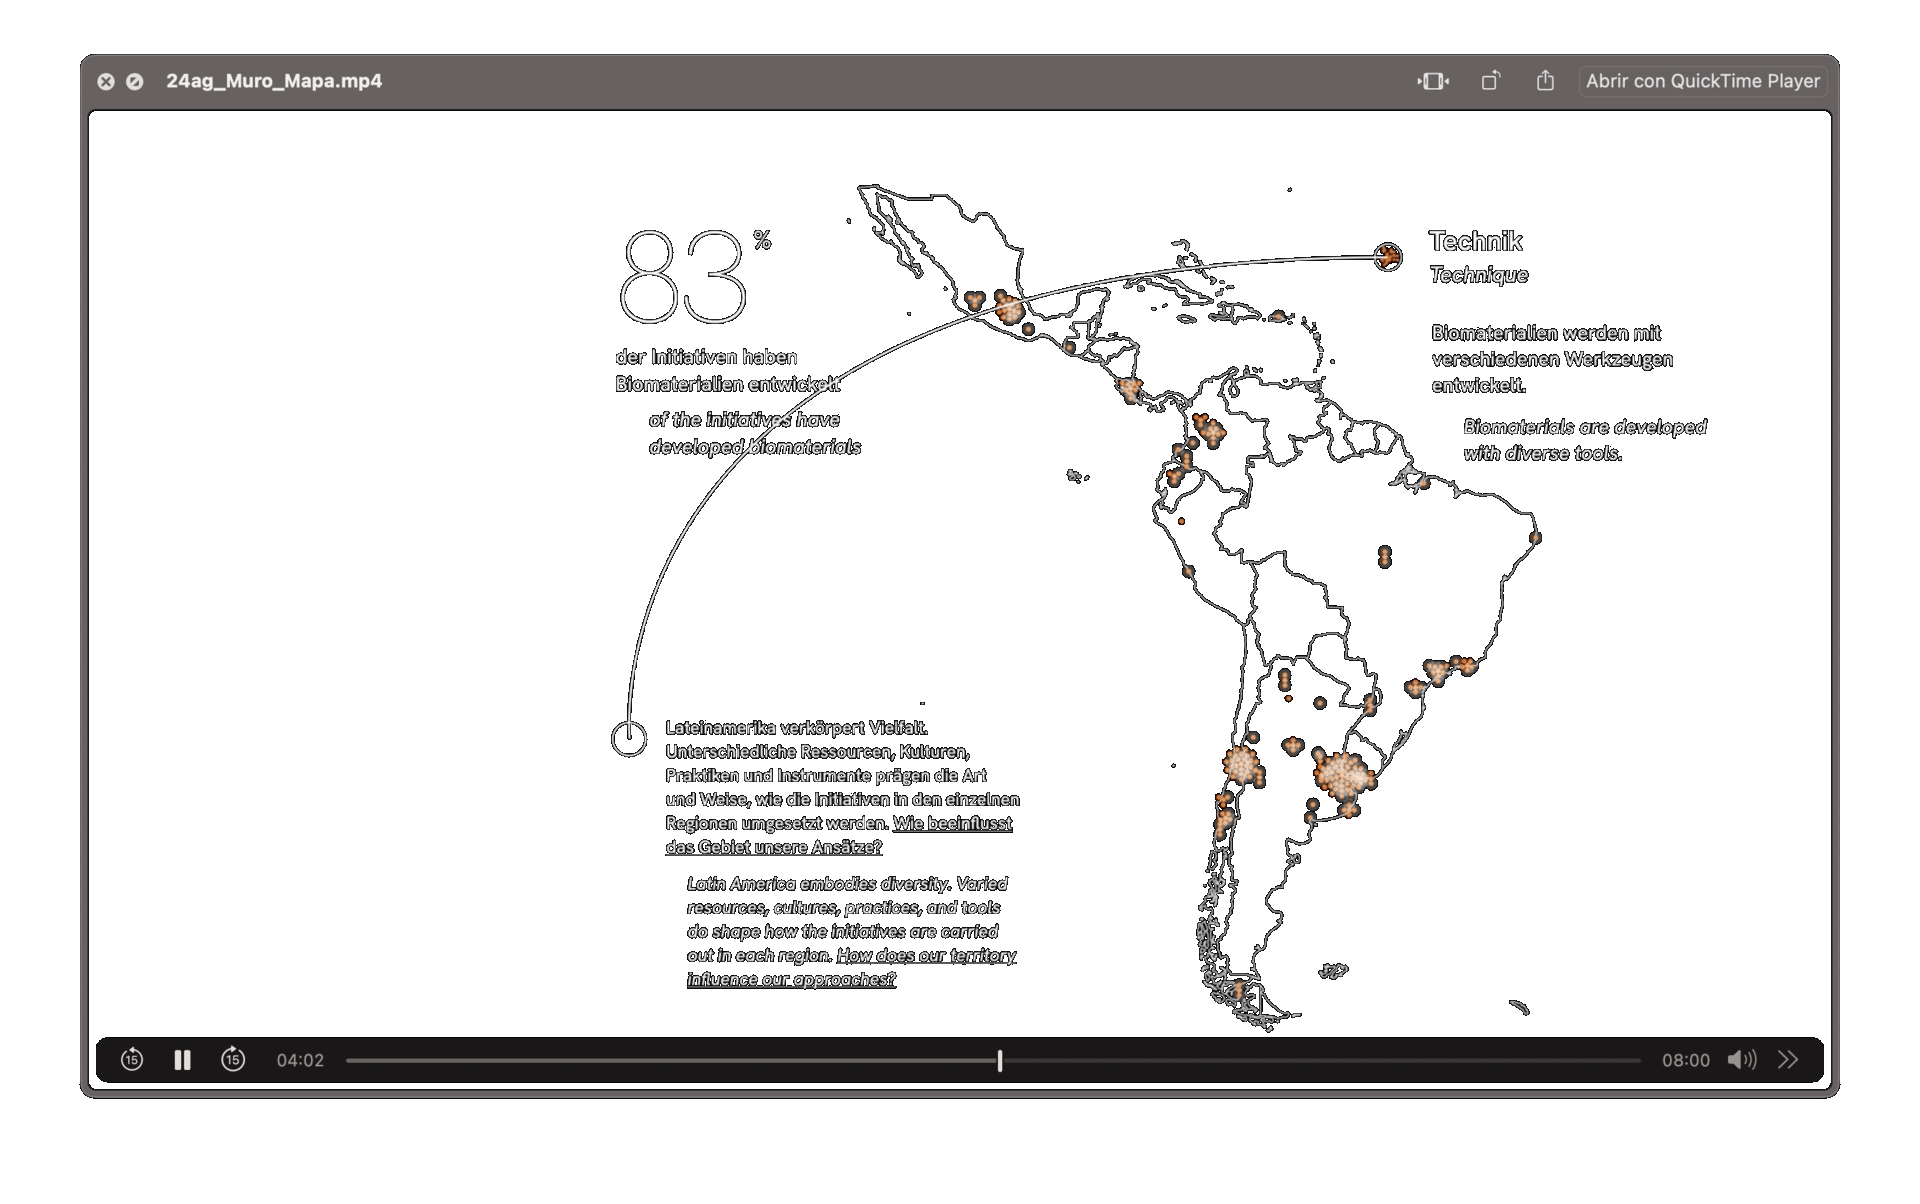 24ag_Muro_Mapa.mp4
Abrir con QuickTime Player
83%
der Initiativen haben
Biomaterialien entwickelt
of the initiatives have
developed biomaterials
Technik
Technique
Biomaterialien werden mit
verschiedenen Werkzeugen
entwickelt.
Biomaterials are developed
with diverse tools.
Lateinamerika verkörpert Vielfalt.
Unterschiedliche Ressourcen, Kulturen,
Praktiken und Instrumente prägen die Art
und Weise, wie die Initiativen in den einzelnen
Regionen umgesetzt werden. Wie beeinflusst
das Gebiet unsere Ansätze?
Latin America embodies diversity. Varied
resources, cultures, practices, and tools
do shape how the initiatives are carried
out in each region. How does our territory
influence our approaches?
15
15
04:02
08:00